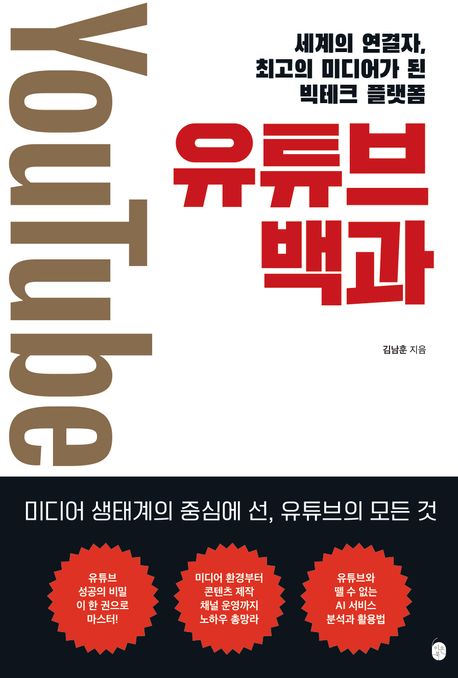 YouTube
세계의 연결자,
최고의 미디어가 된
빅테크 플랫폼
유튜브
백과
김남훈 지음
미디어 생태계의 중심에 선, 유튜브의 모든 것
유튜브
성공의 비밀
이 한 권으로
마스터!
미디어 환경부터
콘텐츠 제작
채널 운영까지
노하우 총망라
유튜브와
뗄 수 없는
AI 서비스
분석과 활용법